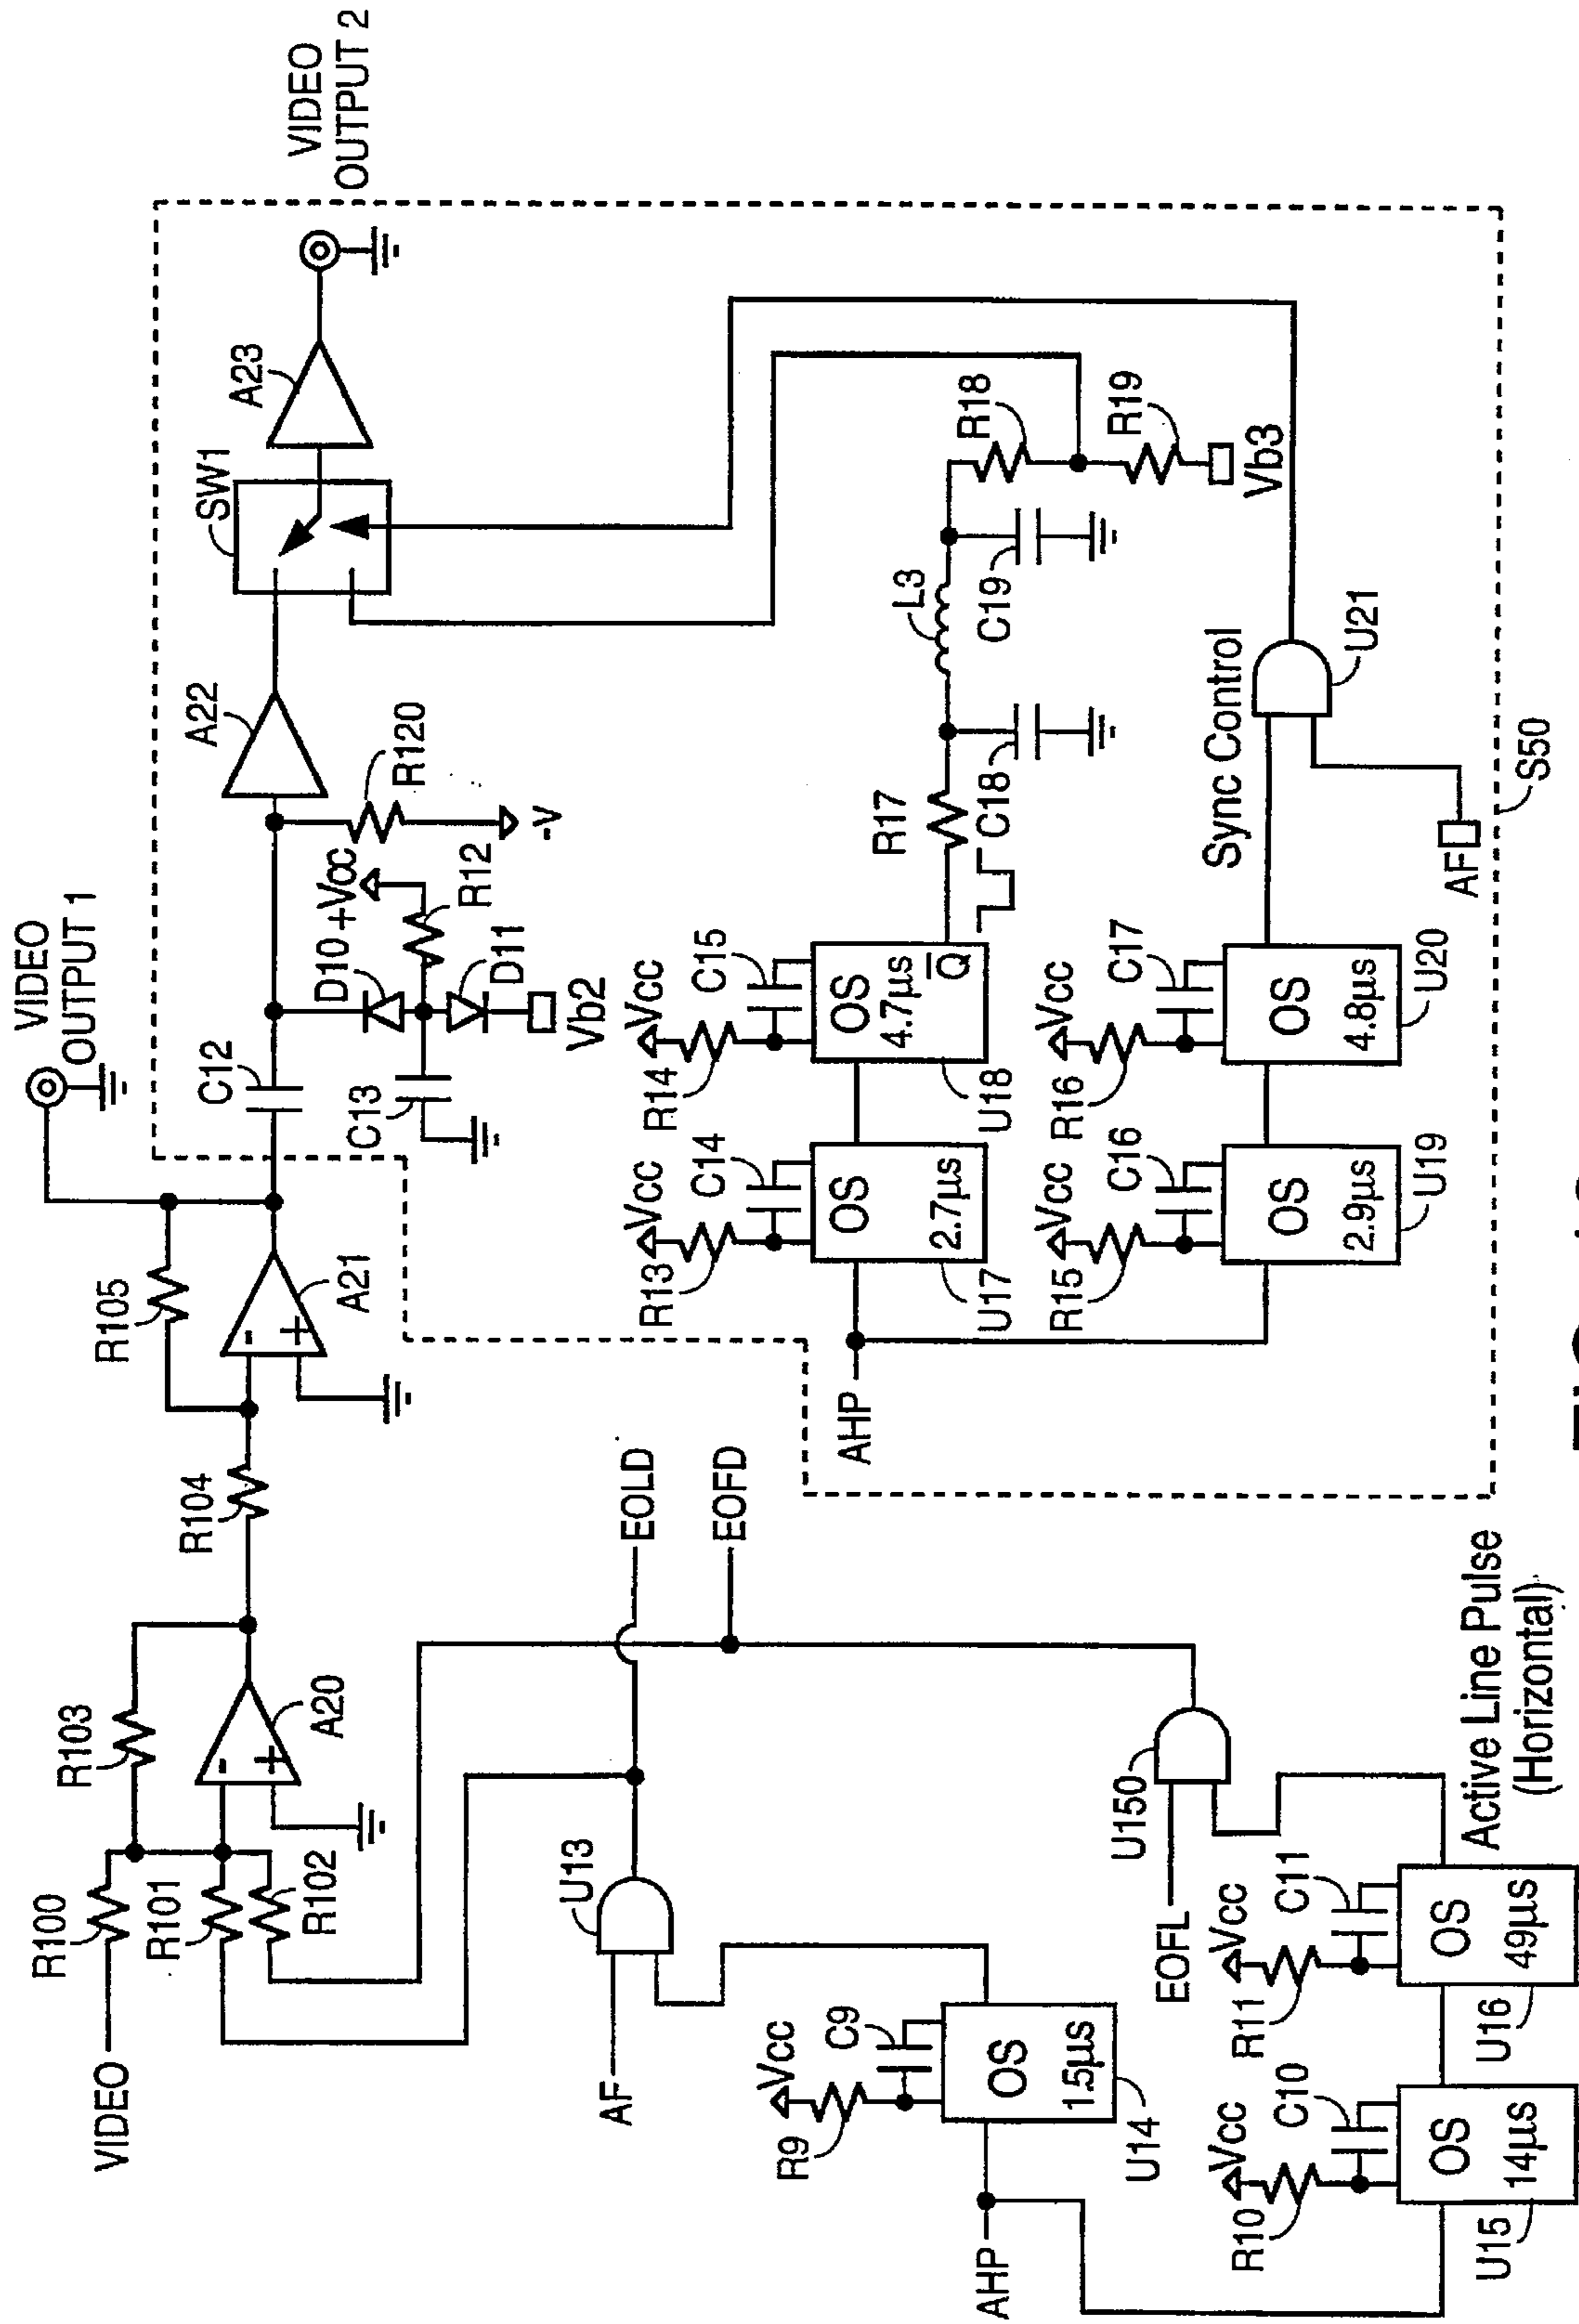 VIDEO
R100
R101
R102
R103
A20
-
+
R104
R105
A21
-
+
VIDEO
OUTPUT 1
C12
C13
D10
+Vcc
R12
D11
Vb2
R120
-V
A22
SW1
A23
VIDEO
OUTPUT 2
AF
U13
EOLD
EOFD
AHP
R9
Vcc
C9
OS
1.5µs
U14
R10
Vcc
C10
OS
14µs
U15
R11
Vcc
C11
OS
49µs
U16
EOFL
U150
Active Line Pulse
(Horizontal)
AHP
R13
Vcc
C14
OS
2.7µs
U17
R14
Vcc
C15
OS
4.7µs
Q
U18
R17
C18
L3
C19
R18
R19
Vb3
R15
Vcc
C16
OS
2.9µs
U19
R16
Vcc
C17
OS
4.8µs
U20
Sync Control
AF
U21
S50